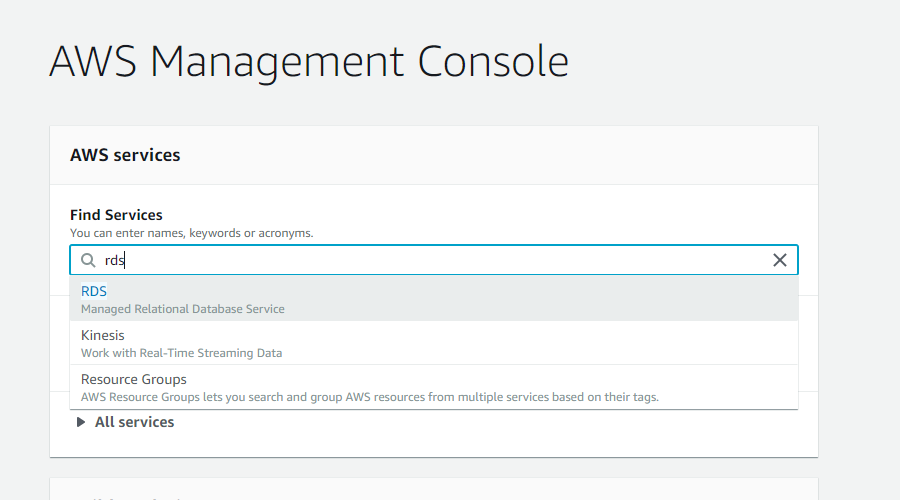 AWS Management Console
AWS services
Find Services
You can enter names, keywords or acronyms.
rds
RDS
Managed Relational Database Service
Kinesis
Work with Real-Time Streaming Data
Resource Groups
AWS Resource Groups lets you search and group AWS resources from multiple services based on their tags.
All services